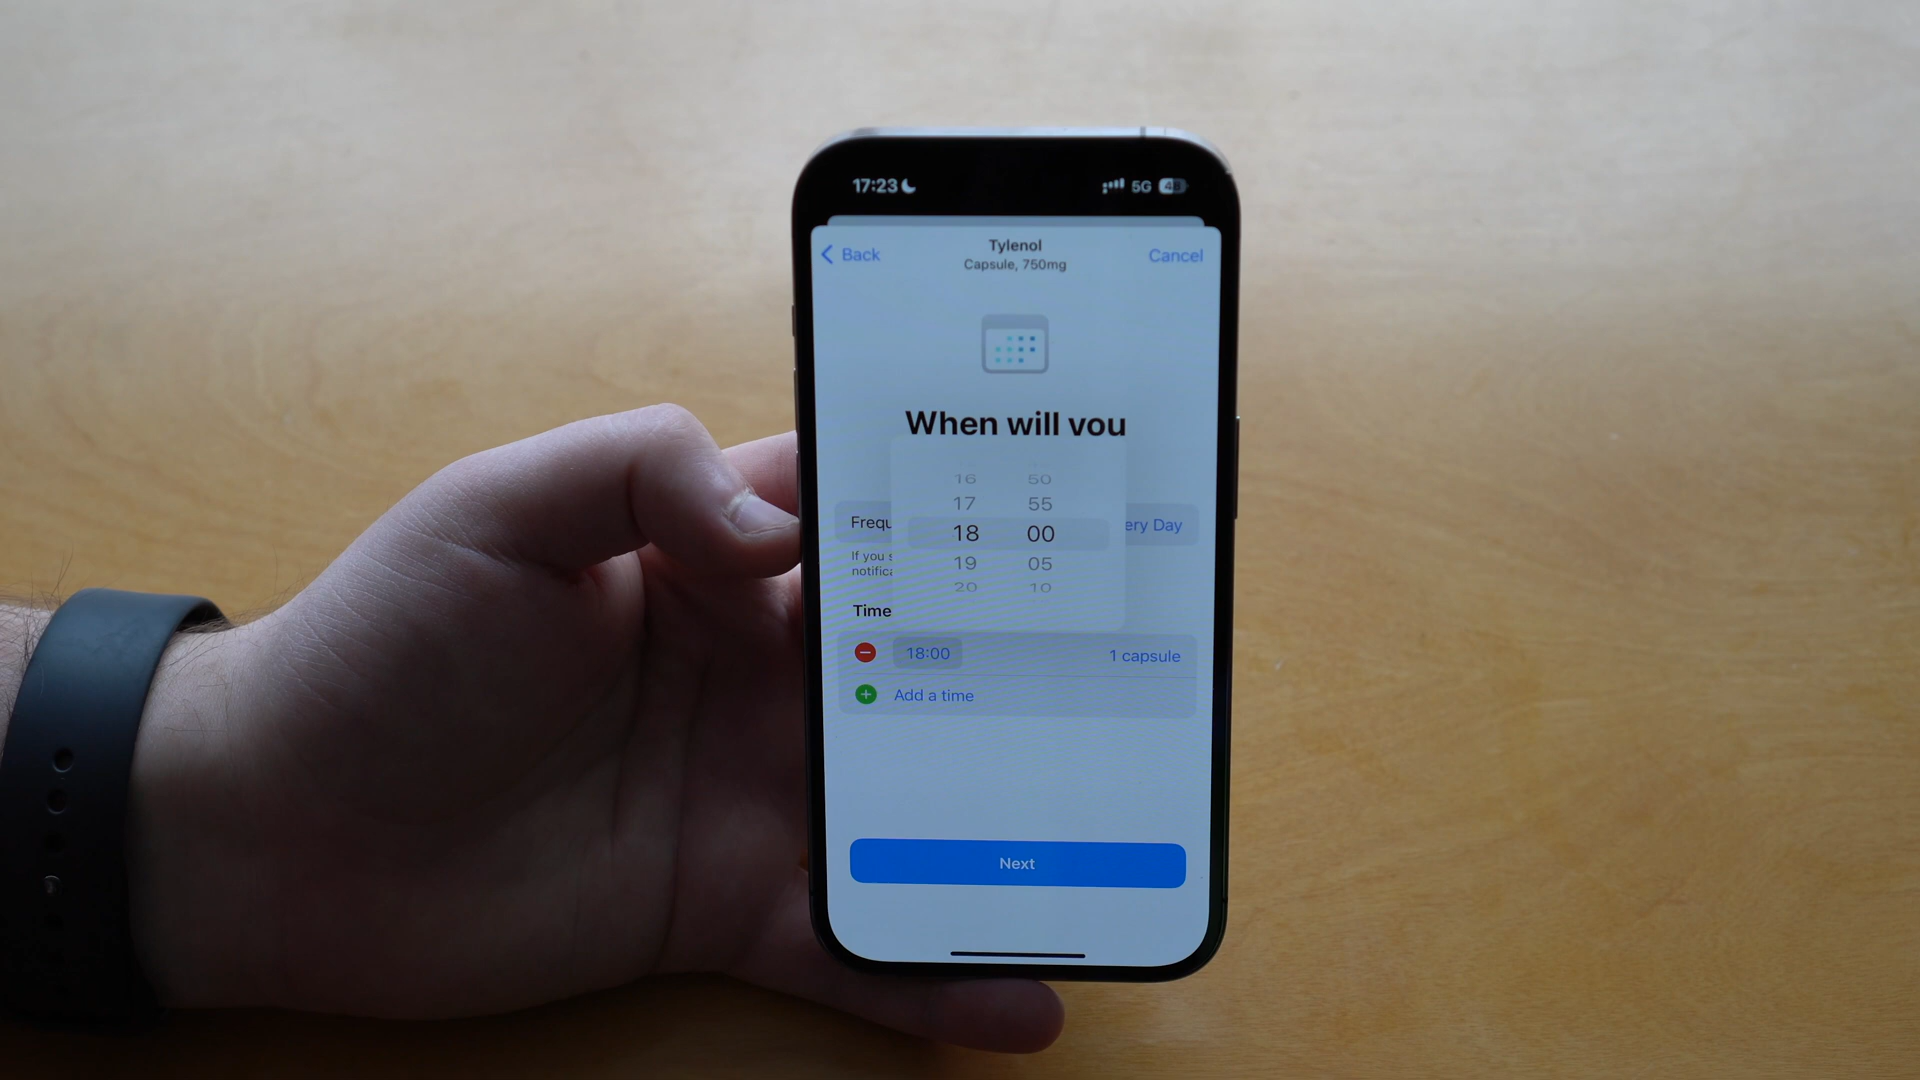 17:23
5G 48
Back
Tylenol
Cancel
Capsule, 750mg
When will you
16 50
17 55
18 00
19 05
20 10
Frequ
ery Day
If you s
notifica
Time
18:00
1 capsule
Add a time
Next